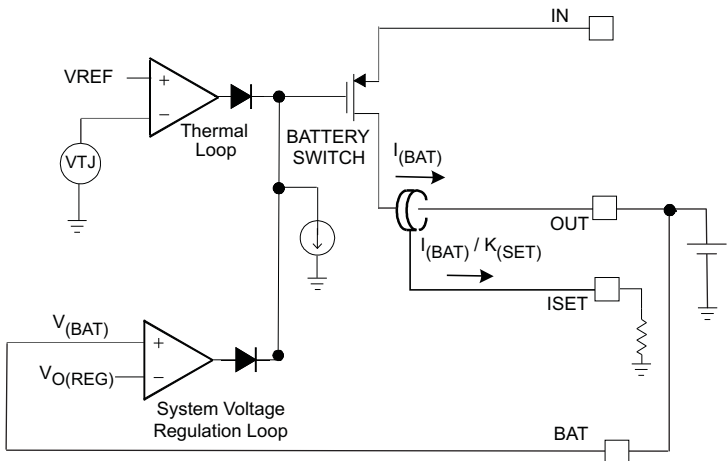 IN
VREF
+
−
Thermal
Loop
BATTERY
SWITCH
VTJ
I(BAT)
OUT
I(BAT) / K(SET)
ISET
V(BAT)
+
VO(REG)
−
System Voltage
Regulation Loop
BAT